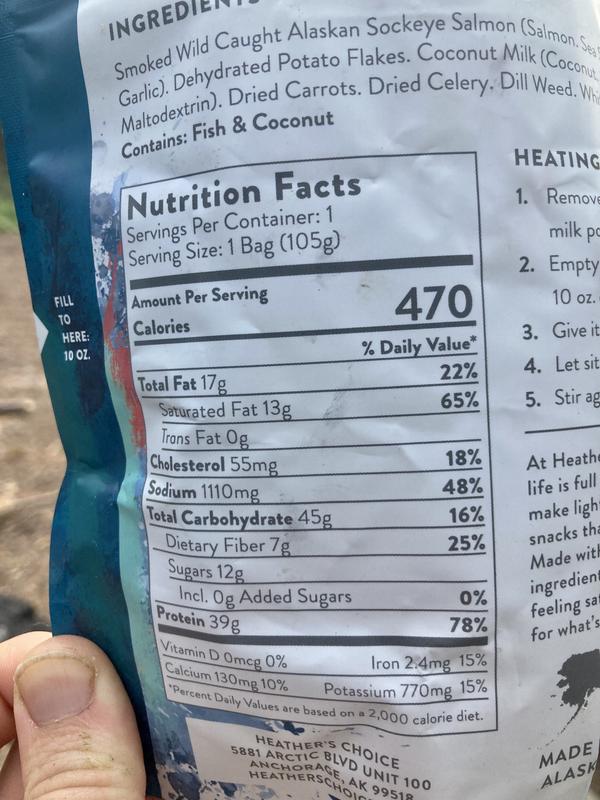 INGREDIENTS
Smoked Wild Caught Alaskan Sockeye Salmon (Salmon, Sea
Garlic). Dehydrated Potato Flakes. Coconut Milk (Coconut,
Maltodextrin). Dried Carrots. Dried Celery. Dill Weed.
Contains: Fish & Coconut
Nutrition Facts
Servings Per Container: 1
Serving Size: 1 Bag (105g)
Amount Per Serving
Calories 470
% Daily Value*
Total Fat 17g 22%
Saturated Fat 13g 65%
Trans Fat 0g
Cholesterol 55mg 18%
Sodium 1110mg 48%
Total Carbohydrate 45g 16%
Dietary Fiber 7g 25%
Sugars 12g
Incl. 0g Added Sugars 0%
Protein 39g 78%
Vitamin D 0mcg 0% Iron 2.4mg 15%
Calcium 130mg 10% Potassium 770mg 15%
*Percent Daily Values are based on a 2,000 calorie diet.
HEATHER'S CHOICE
5881 ARCTIC BLVD UNIT 100
ANCHORAGE, AK 99518
HEATHERSCHOIC
FILL
TO
HERE:
10 OZ.
HEATING
1. Remove
milk
2. Empty
10 oz.
3. Give it
4. Let sit
5. Stir
At Heathe
life is full
make ligh
snacks tha
Made with
ingredient
feeling sa
for what's
MADE
ALASK